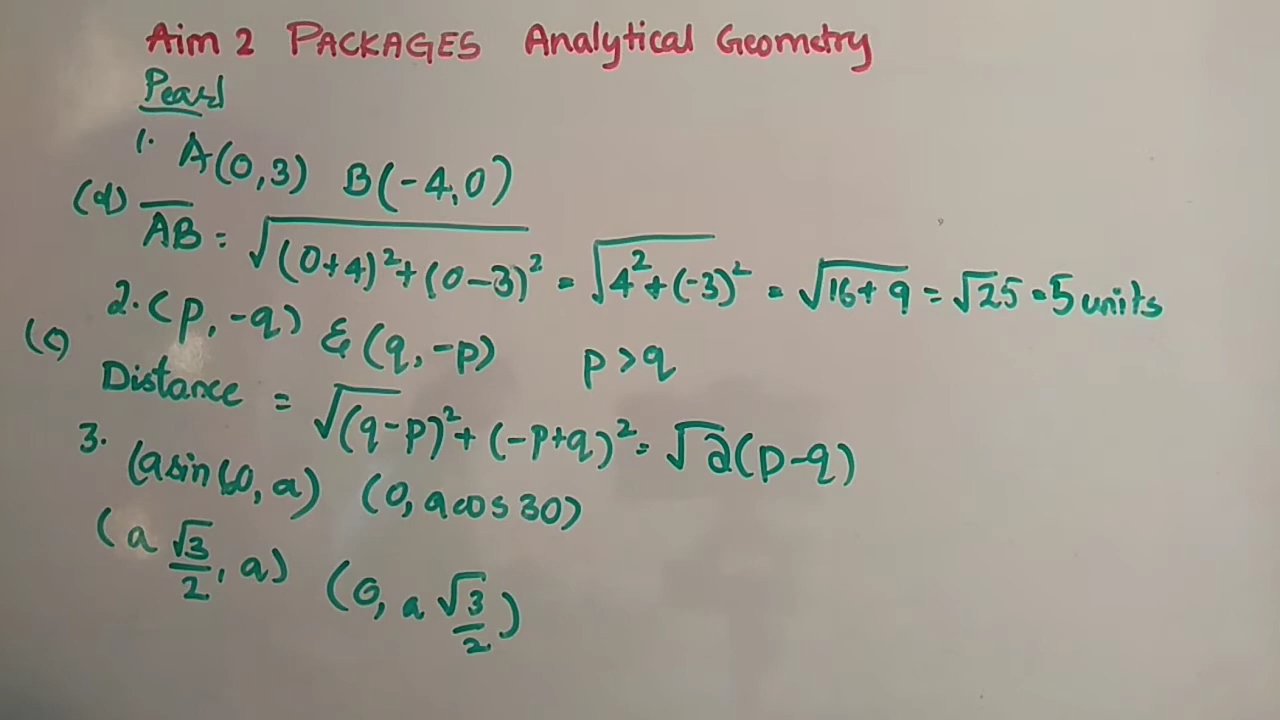 Aim 2 PACKAGES Analytical Geometry
Pearl
1. A(0,3) B(-4,0)
(d) \overline{AB} = √((0+4)²+(0-3)²) = √(4²+(-3)²) = √(16+9) = √25 = 5 units
2. (p,-q) & (q,-p) p>q
(c) Distance = √((q-p)²+(-p+q)²) = √2(p-q)
3. (a sin 60, a) (0, a cos 30)
(a √3/2, a) (0, a √3/2)